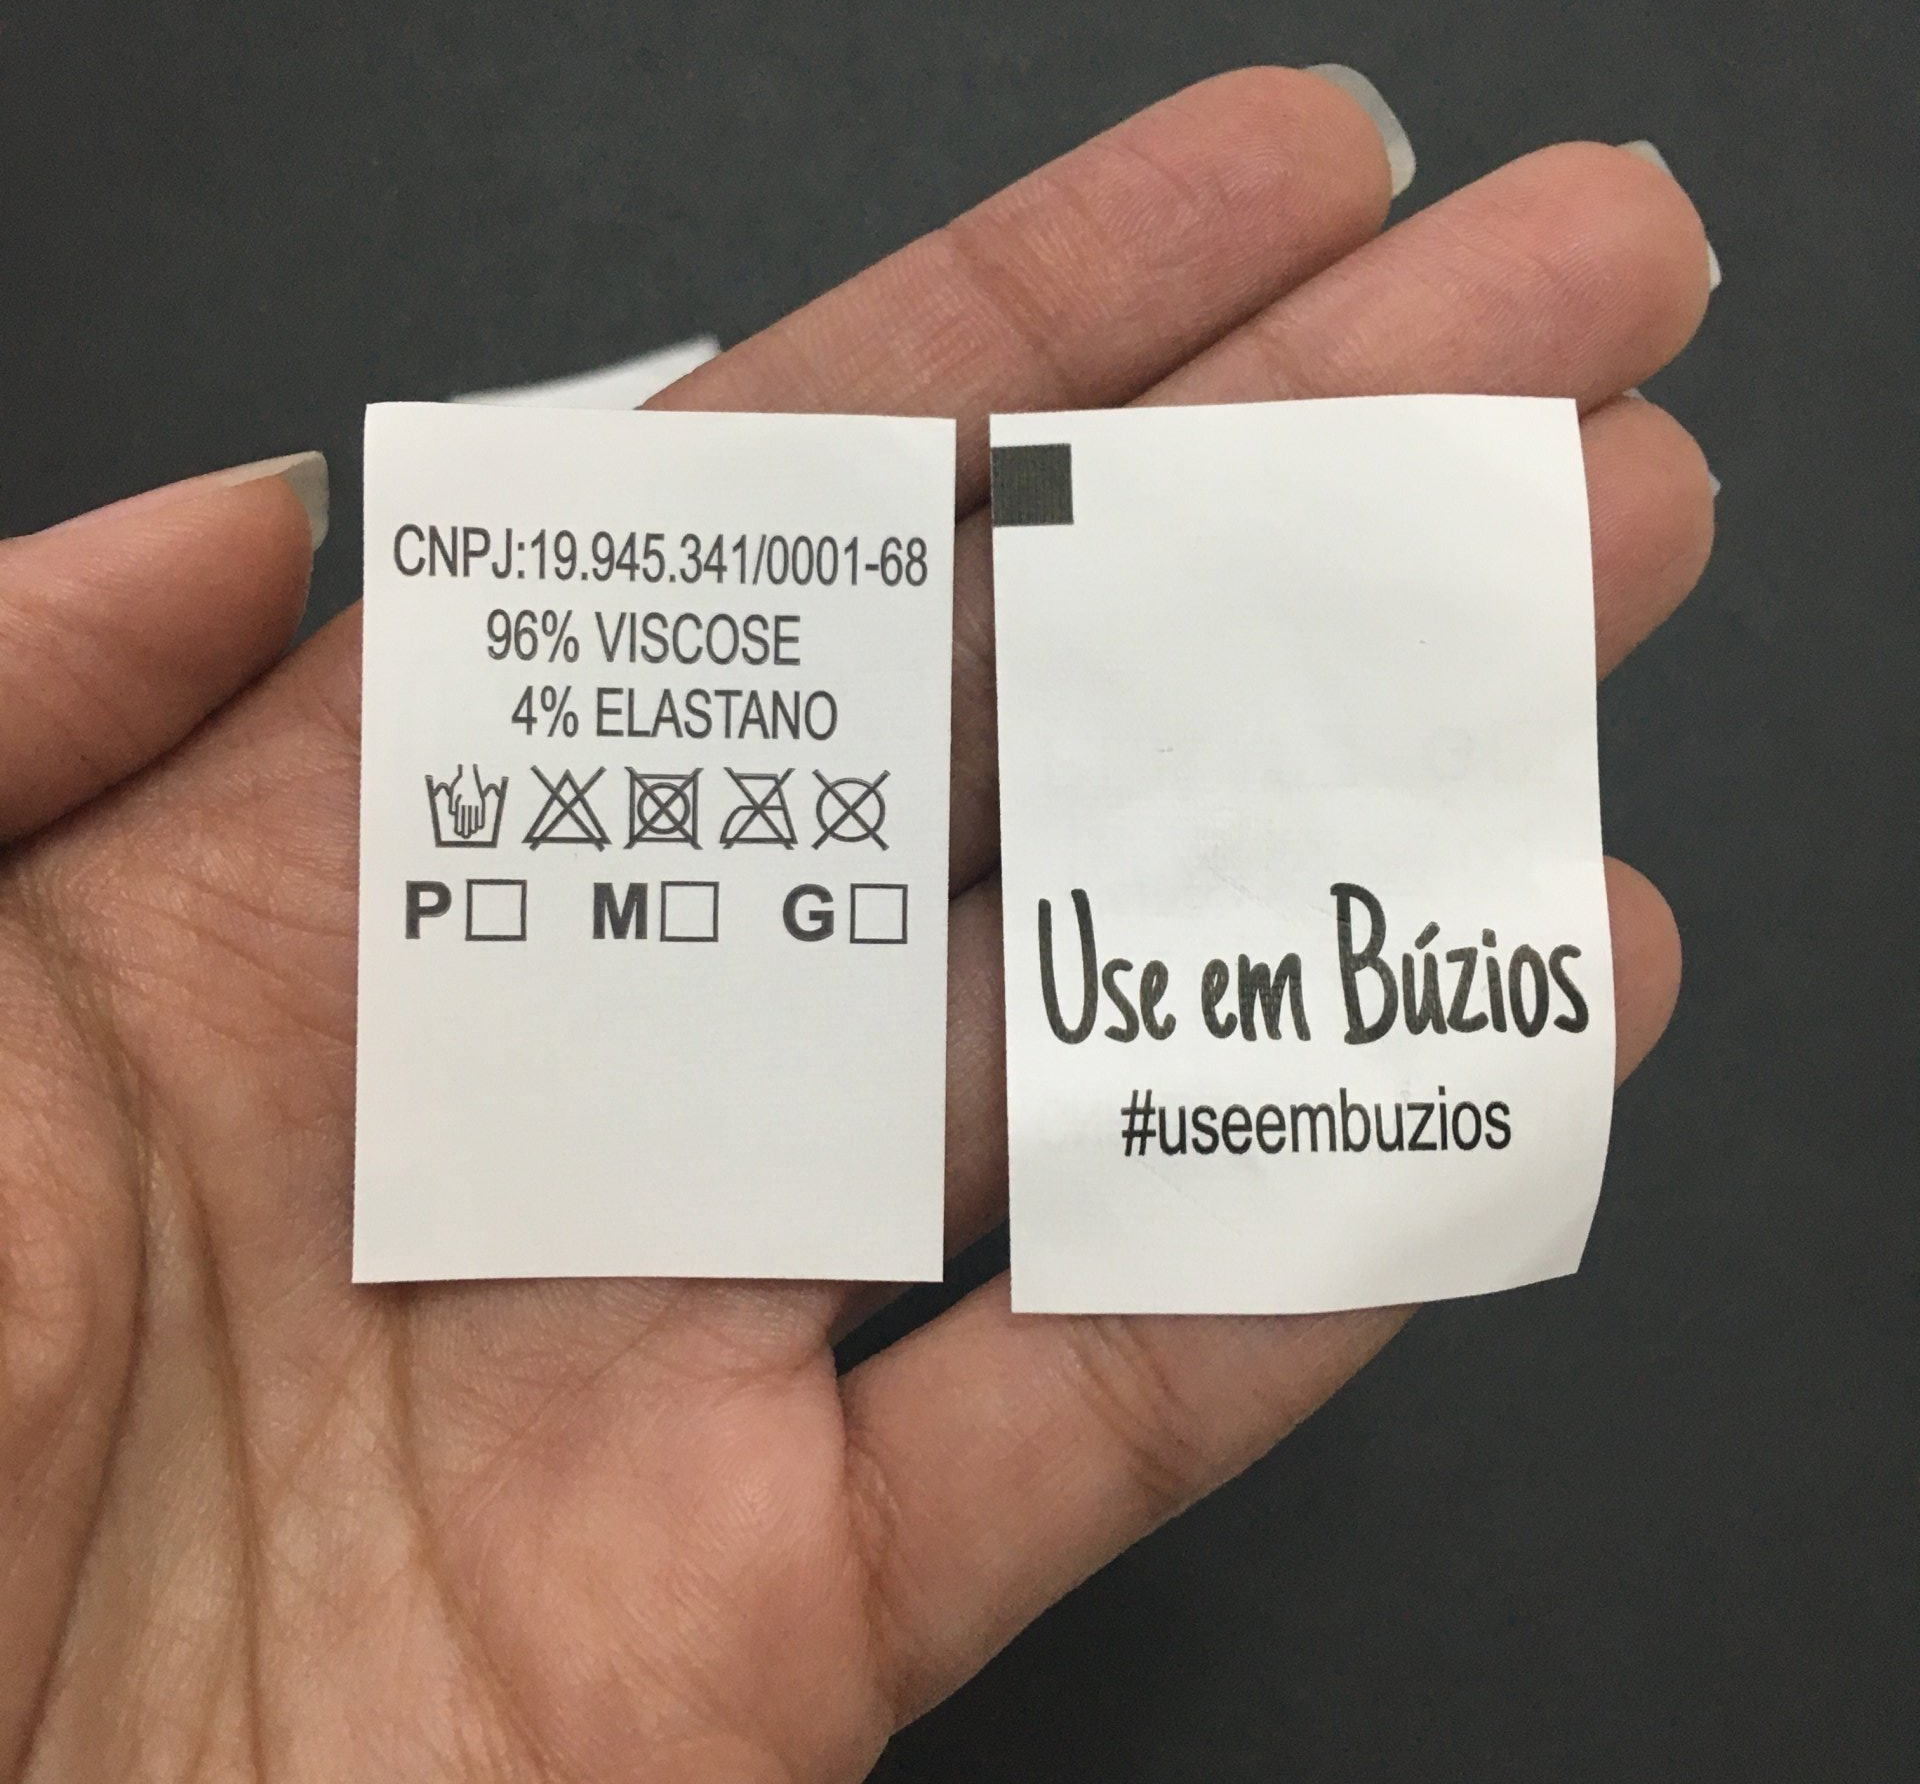 CNPJ:19.945.341/0001-68
96% VISCOSE
4% ELASTANO
P M G
Use em Búzios
#useembuzios